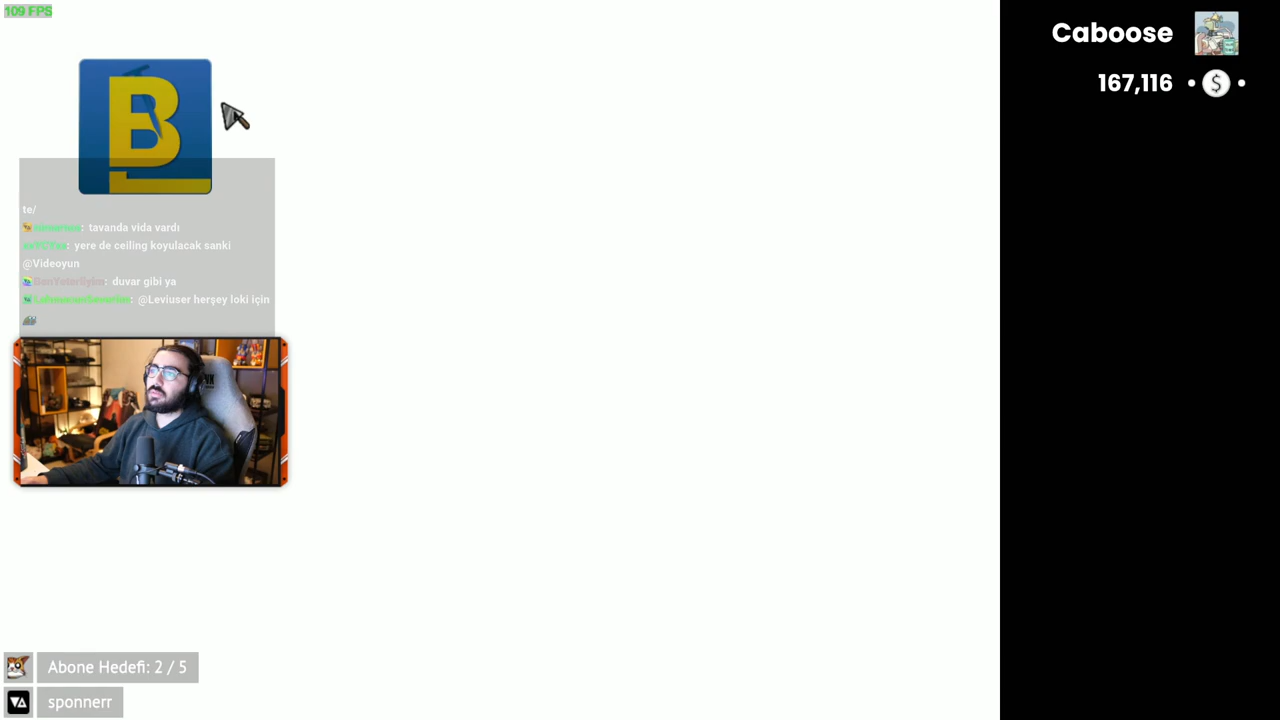 109 FPS
Caboose
167,116
$
B
te/
: tavanda vida vardı
: yere de ceiling koyulacak sanki
@Videoyun
: duvar gibi ya
: @Leviuser herşey loki için
Abone Hedefi: 2 / 5
sponnerr